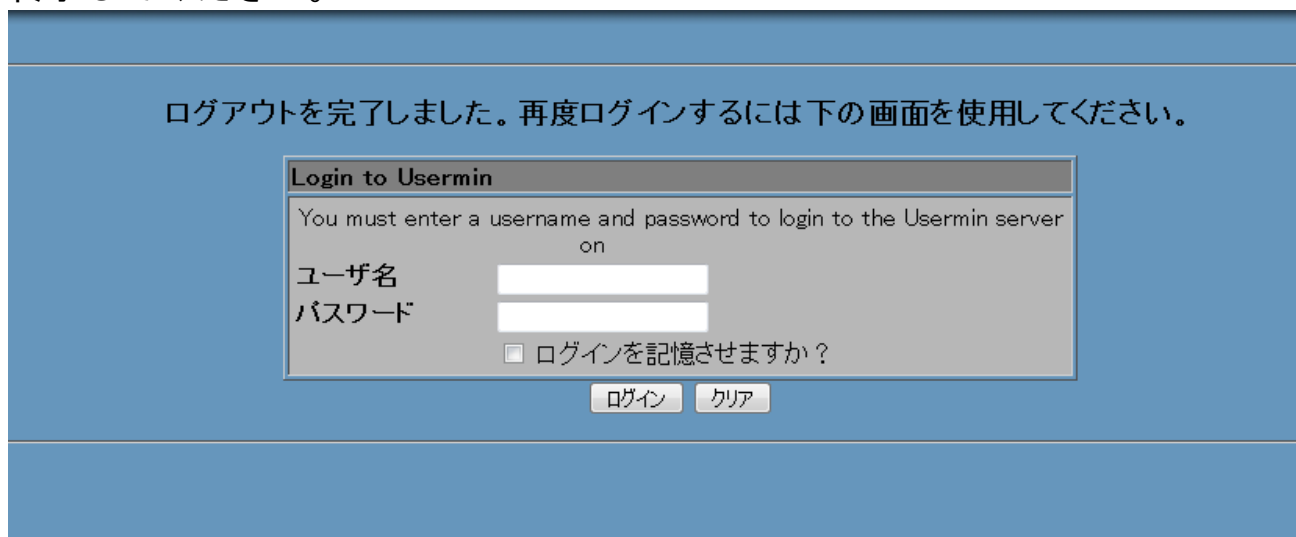 ログアウトを完了しました。再度ログインするには下の画面を使用してください。
Login to Usermin
You must enter a username and password to login to the Usermin server
on
ユーザ名
パスワード
ログインを記憶させますか？
ログイン クリア